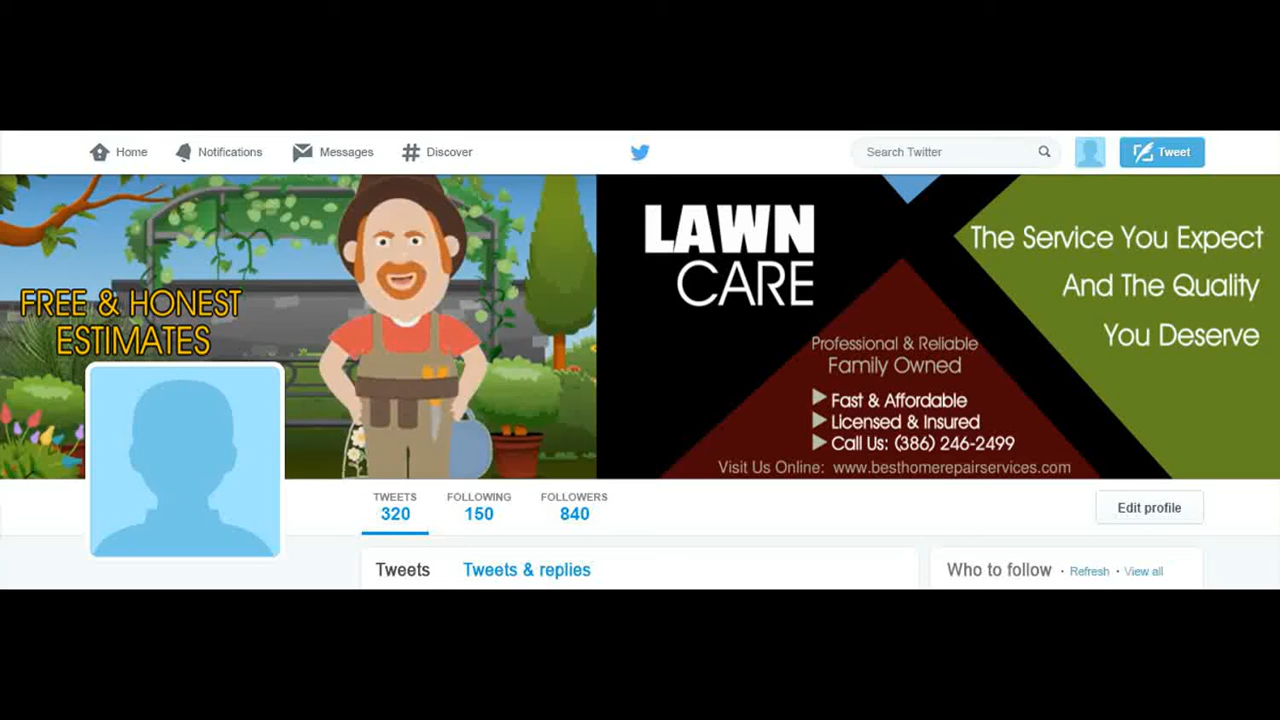 Home Notifications Messages Discover Search Twitter Tweet
FREE & HONEST
ESTIMATES
LAWN
CARE
Professional & Reliable
Family Owned
Fast & Affordable
Licensed & Insured
Call Us: (386) 246-2499
Visit Us Online: www.besthomerepairservices.com
The Service You Expect
And The Quality
You Deserve
TWEETS FOLLOWING FOLLOWERS
320 150 840
Edit profile
Tweets Tweets & replies
Who to follow · Refresh · View all